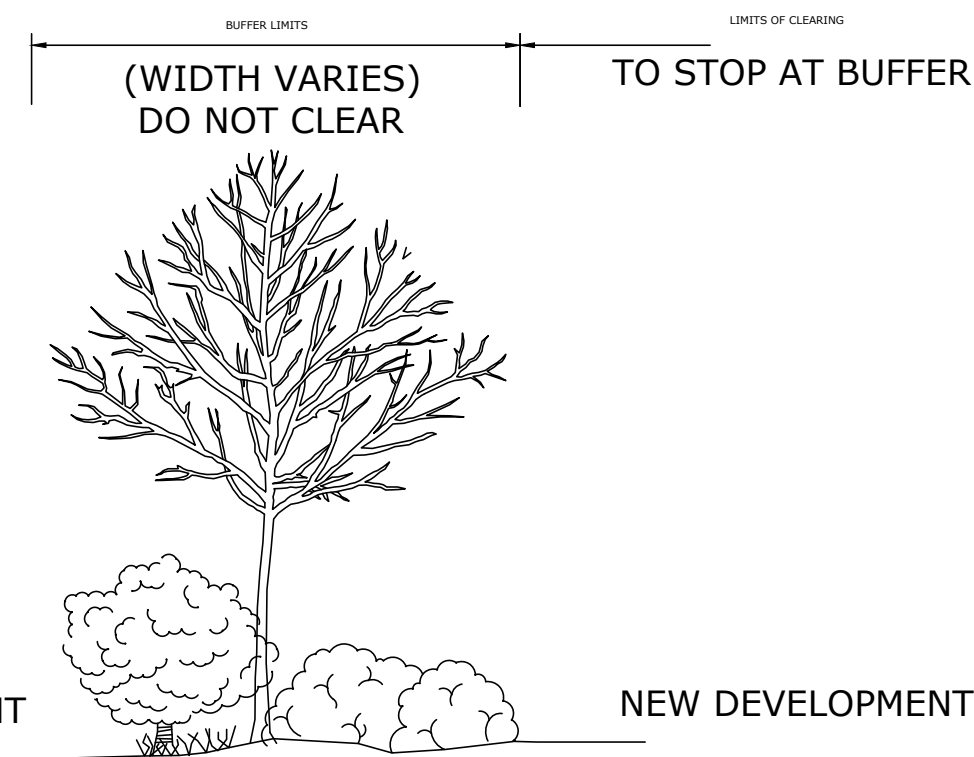 BUFFER LIMITS
LIMITS OF CLEARING
(WIDTH VARIES)
DO NOT CLEAR
TO STOP AT BUFFER
NEW DEVELOPMENT